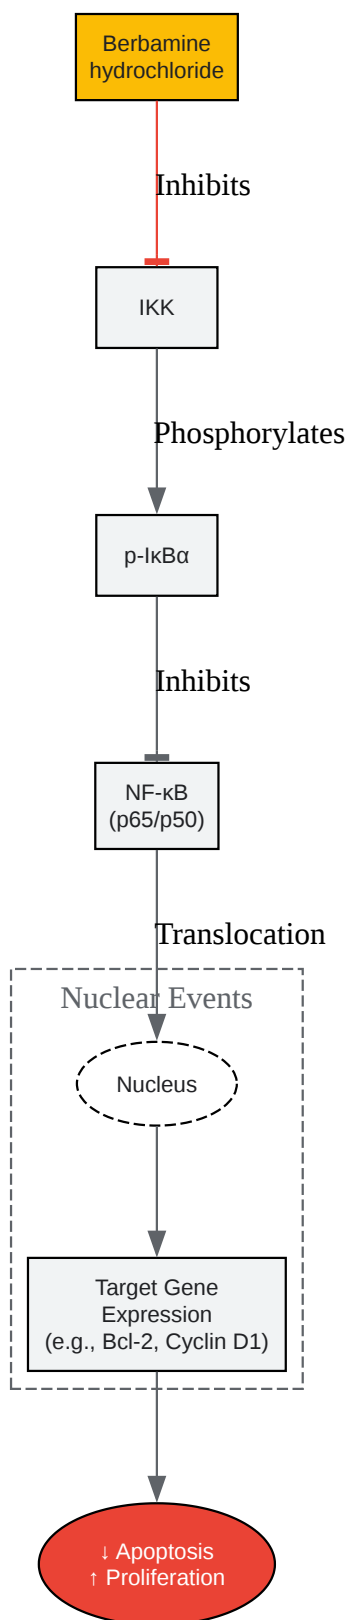 Berbamine
hydrochloride
Inhibits
IKK
Phosphorylates
p-IκBα
Inhibits
NF-κB
(p65/p50)
Translocation
Nuclear Events
Nucleus
Target Gene
Expression
(e.g., Bcl-2, Cyclin D1)
↓ Apoptosis
↑ Proliferation